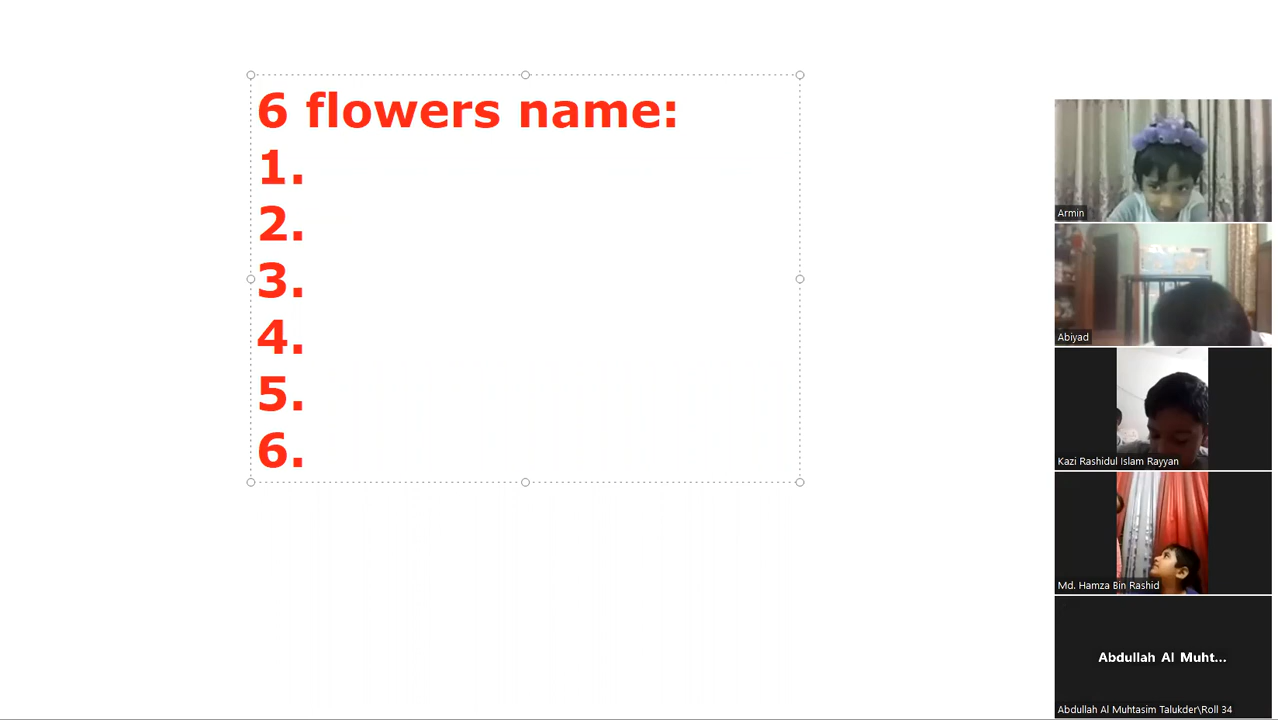 6 flowers name:
1.
2.
3.
4.
5.
6.
Armin
Abiyad
Kazi Rashidul Islam Rayyan
Md. Hamza Bin Rashid
Abdullah Al Muht...
Abdullah Al Muhtasim Talukder\Roll 34